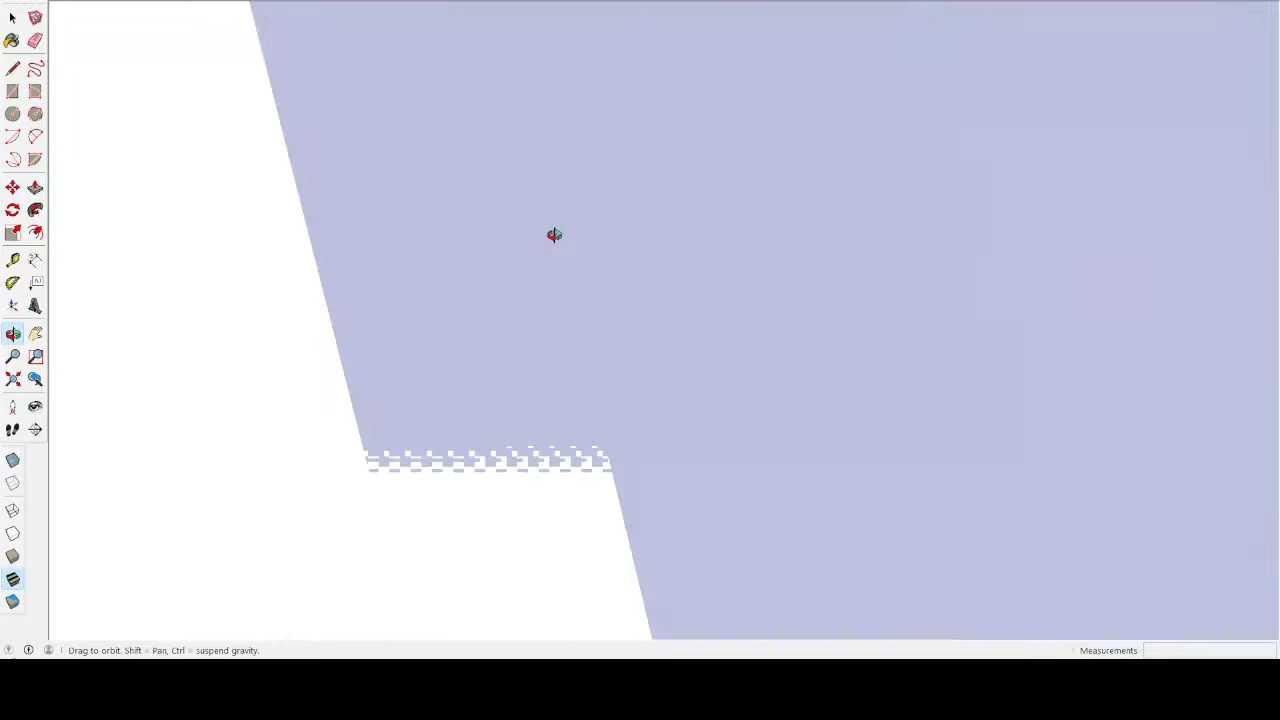 Drag to orbit. Shift = Pan, Ctrl = suspend gravity.
Measurements